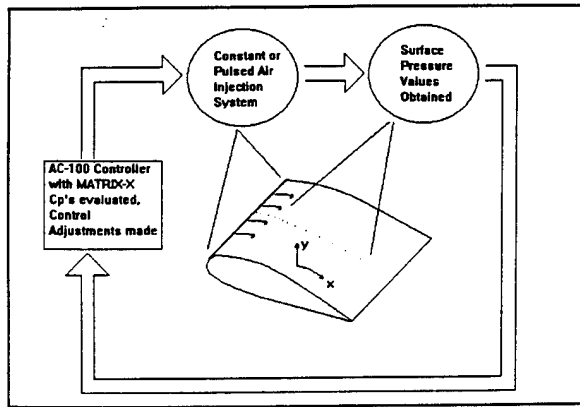 Constant or
Pulsed Air
Injection
System
Surface
Pressure
Values
Obtained
AC-100 Controller
with MATRIX-X
Cp's evaluated,
Control
Adjustments made
y
x